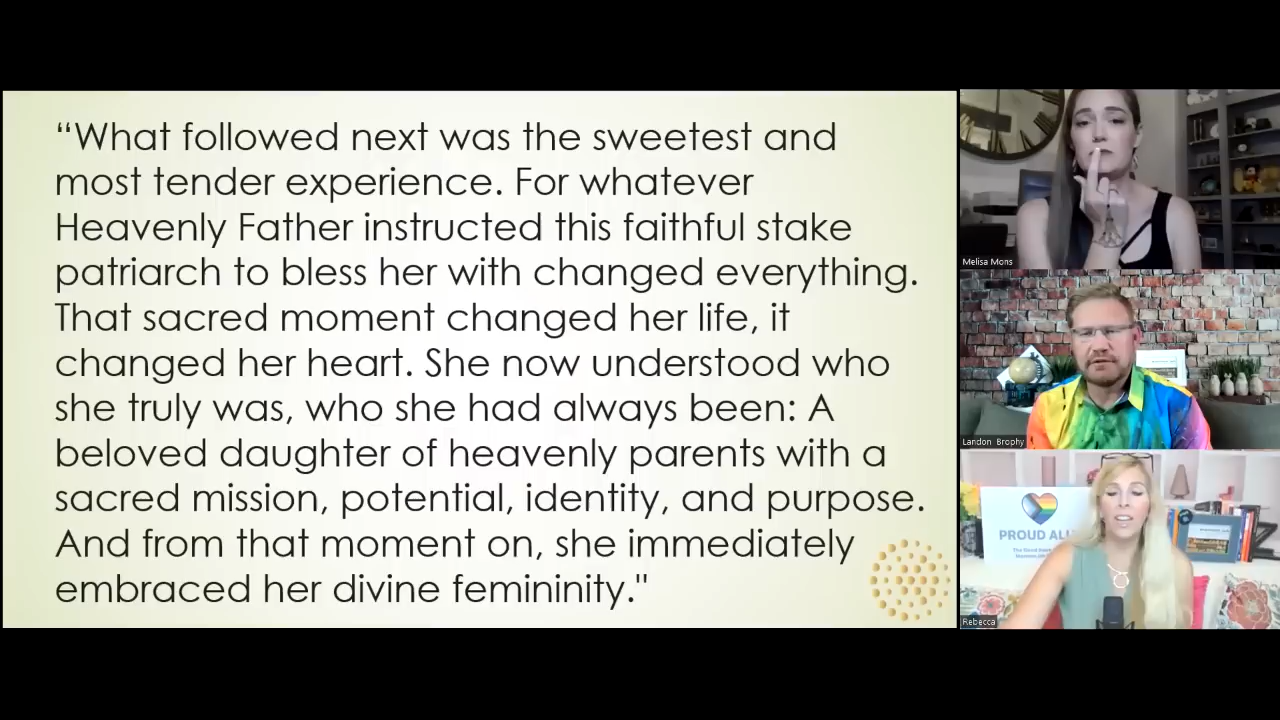 “What followed next was the sweetest and
most tender experience. For whatever
Heavenly Father instructed this faithful stake
patriarch to bless her with changed everything.
That sacred moment changed her life, it
changed her heart. She now understood who
she truly was, who she had always been: A
beloved daughter of heavenly parents with a
sacred mission, potential, identity, and purpose.
And from that moment on, she immediately
embraced her divine femininity."
Melisa Mons
Landon Brophy
PROUD
Rebecca